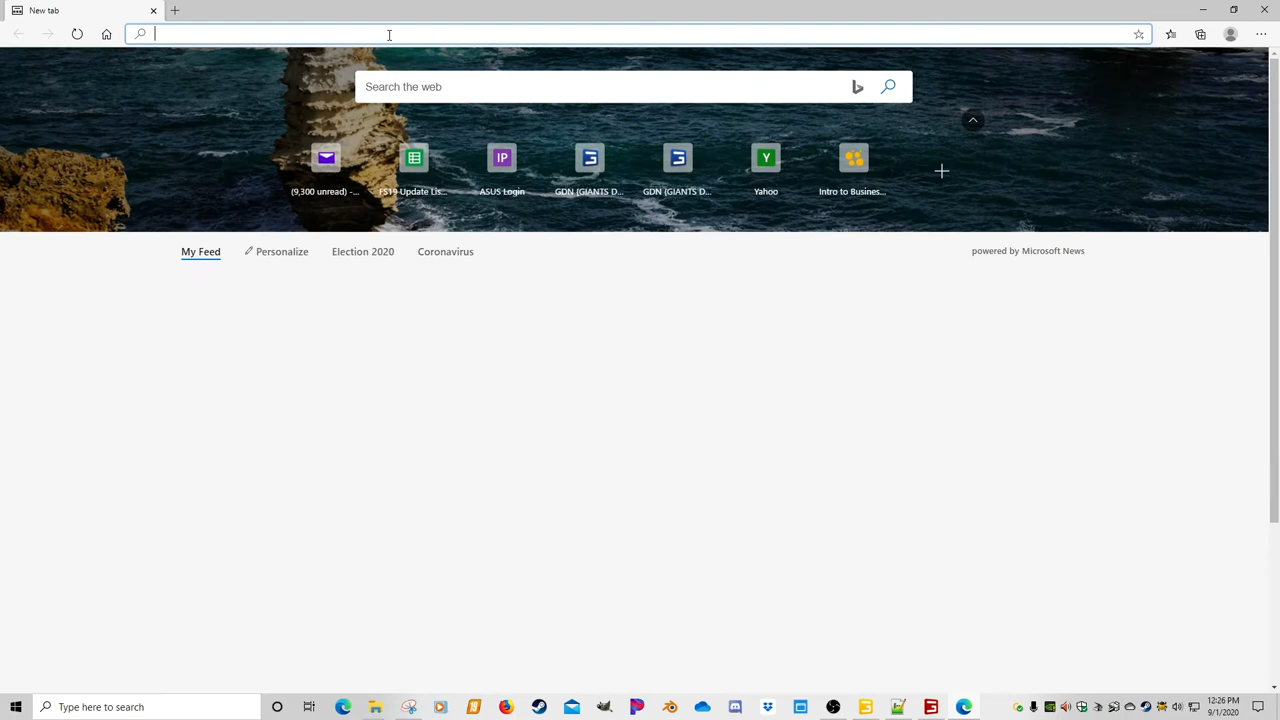 New tab
Search the web
(9,300 unread) -...
FS19 Update Lis...
IP
ASUS Login
GDN {GIANTS D...
GDN {GIANTS D...
Y
Yahoo
Intro to Busines...
My Feed
Personalize
Election 2020
Coronavirus
powered by Microsoft News
Type here to search
12:26 PM
9/1/2020